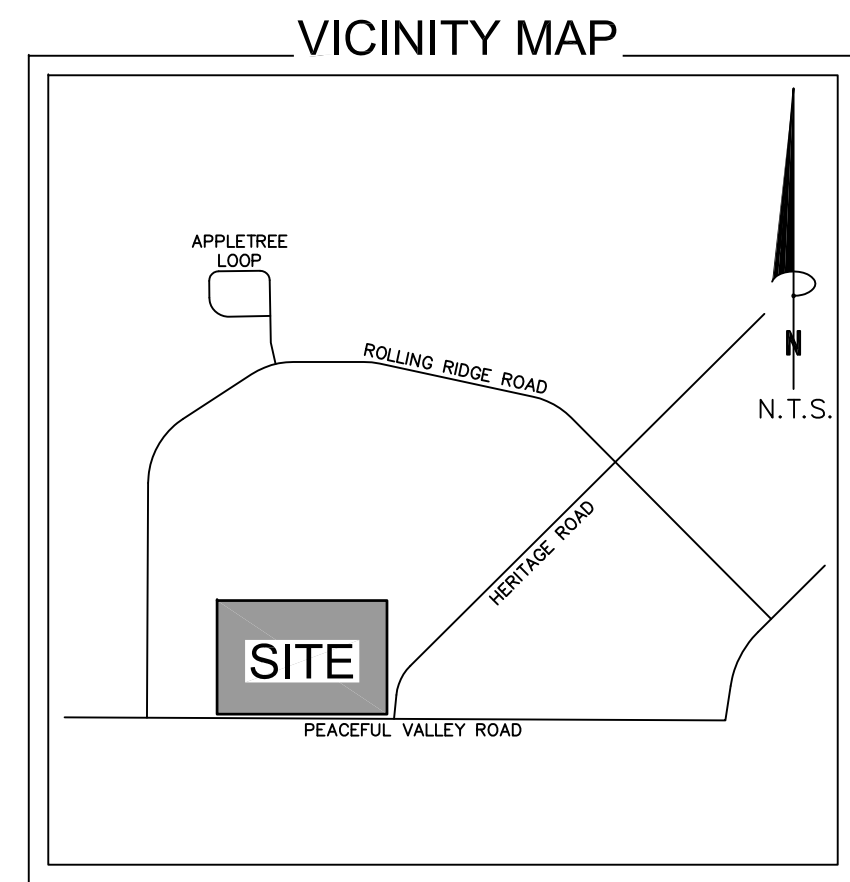 VICINITY MAP
APPLETREE
LOOP
ROLLING RIDGE ROAD
N
N.T.S.
HERITAGE ROAD
SITE
PEACEFUL VALLEY ROAD